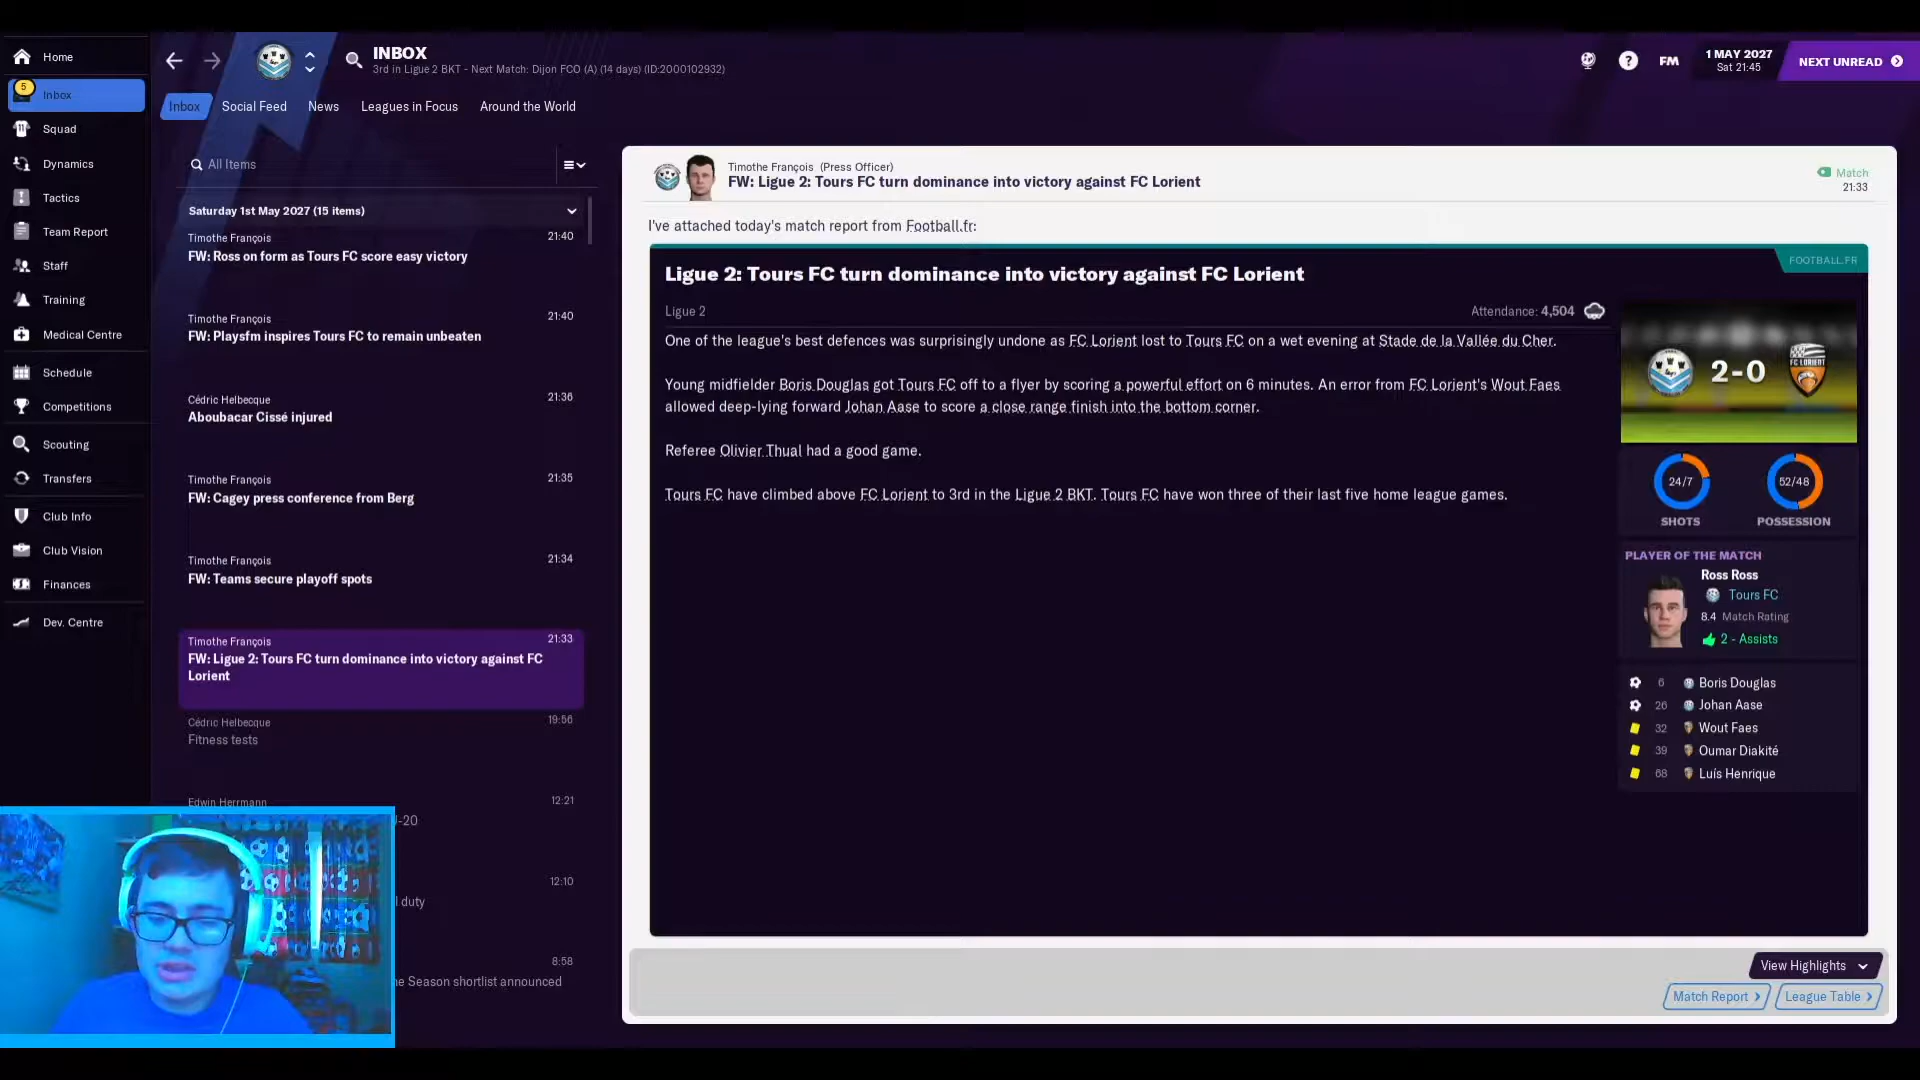 Home
5
Inbox
Squad
Dynamics
Tactics
Team Report
Staff
Training
Medical Centre
Schedule
Competitions
Scouting
Transfers
Club Info
Club Vision
Finances
Dev. Centre
INBOX
3rd in Ligue 2 BKT - Next Match: Dijon FCO (A) (14 days) (ID:2000102932)
?
FM
1 MAY 2027
Sat 21:45
NEXT UNREAD
Inbox
Social Feed
News
Leagues in Focus
Around the World
All Items
Saturday 1st May 2027 (15 items)
Timothe François 21:40
FW: Ross on form as Tours FC score easy victory
Timothe François 21:40
FW: Playsfm inspires Tours FC to remain unbeaten
Cédric Helbecque 21:36
Aboubacar Cissé injured
Timothe François 21:35
FW: Cagey press conference from Berg
Timothe François 21:34
FW: Teams secure playoff spots
Timothe François 21:33
FW: Ligue 2: Tours FC turn dominance into victory against FC
Lorient
Cédric Helbecque 19:56
Fitness tests
Edwin Herrmann 12:21
-20
12:10
duty
8:58
Season shortlist announced
Timothe François (Press Officer)
FW: Ligue 2: Tours FC turn dominance into victory against FC Lorient
Match
21:33
I've attached today's match report from Football.fr:
FOOTBALL.FR
Ligue 2: Tours FC turn dominance into victory against FC Lorient
Ligue 2
Attendance: 4,504
One of the league's best defences was surprisingly undone as FC Lorient lost to Tours FC on a wet evening at Stade de la Vallée du Cher.
Young midfielder Boris Douglas got Tours FC off to a flyer by scoring a powerful effort on 6 minutes. An error from FC Lorient's Wout Faes
allowed deep-lying forward Johan Aase to score a close range finish into the bottom corner.
Referee Olivier Thual had a good game.
Tours FC have climbed above FC Lorient to 3rd in the Ligue 2 BKT. Tours FC have won three of their last five home league games.
2-0
FC LORIENT
24/7
SHOTS
52/48
POSSESSION
PLAYER OF THE MATCH
Ross Ross
Tours FC
8.4 Match Rating
2 - Assists
6 Boris Douglas
26 Johan Aase
32 Wout Faes
39 Oumar Diakité
68 Luís Henrique
View Highlights
Match Report
League Table